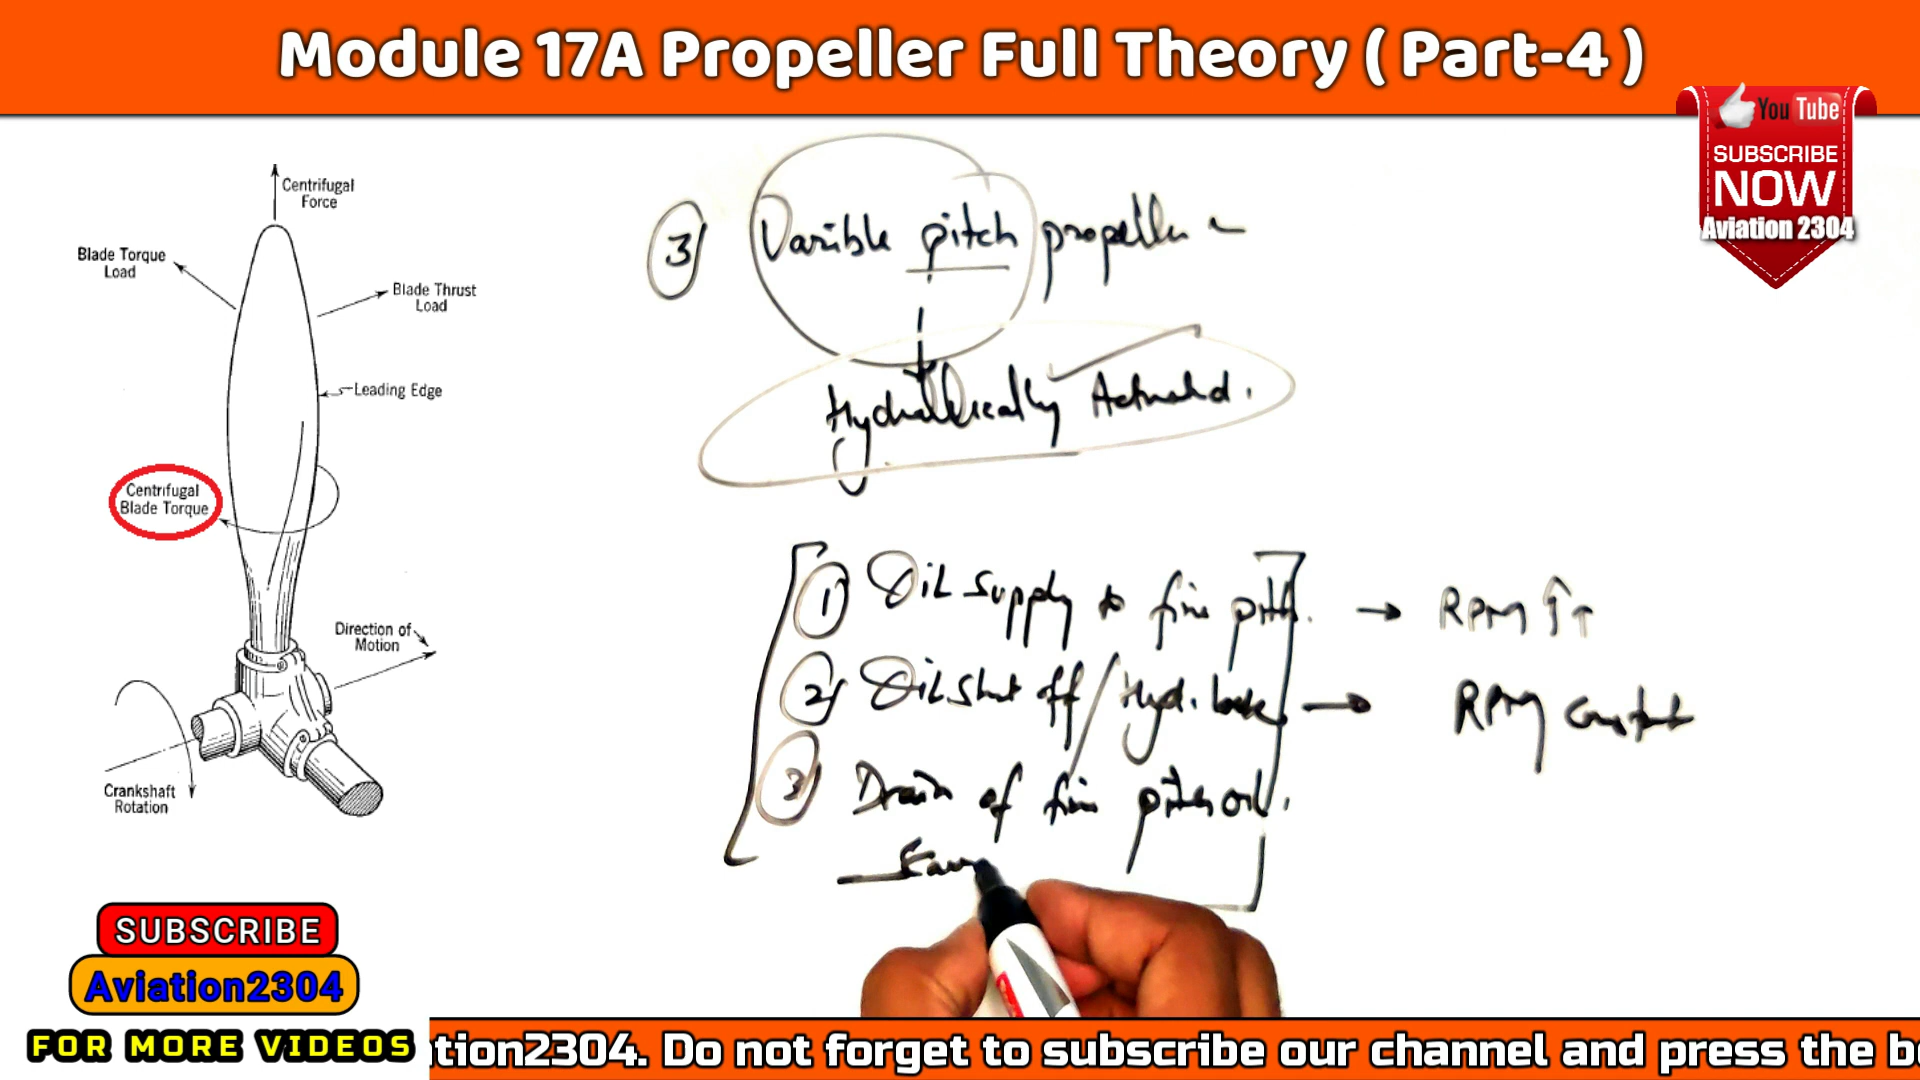 Module 17A Propeller Full Theory ( Part-4 )
You Tube
SUBSCRIBE
NOW
Aviation 2304
Centrifugal
Force
Blade Torque
Load
Blade Thrust
Load
Leading Edge
Centrifugal
Blade Torque
Direction of
Motion
Crankshaft
Rotation
3 Varible pitch propeller
Hydraulically Actuated.
1 Oil supply to fine pitch. → RPM ↑↑
2 Oil shut off / Hyd. lock → RPM
3 Drain of fine pitch oil.
SUBSCRIBE
Aviation2304
FOR MORE VIDEOS
tion2304. Do not forget to subscribe our channel and press the b